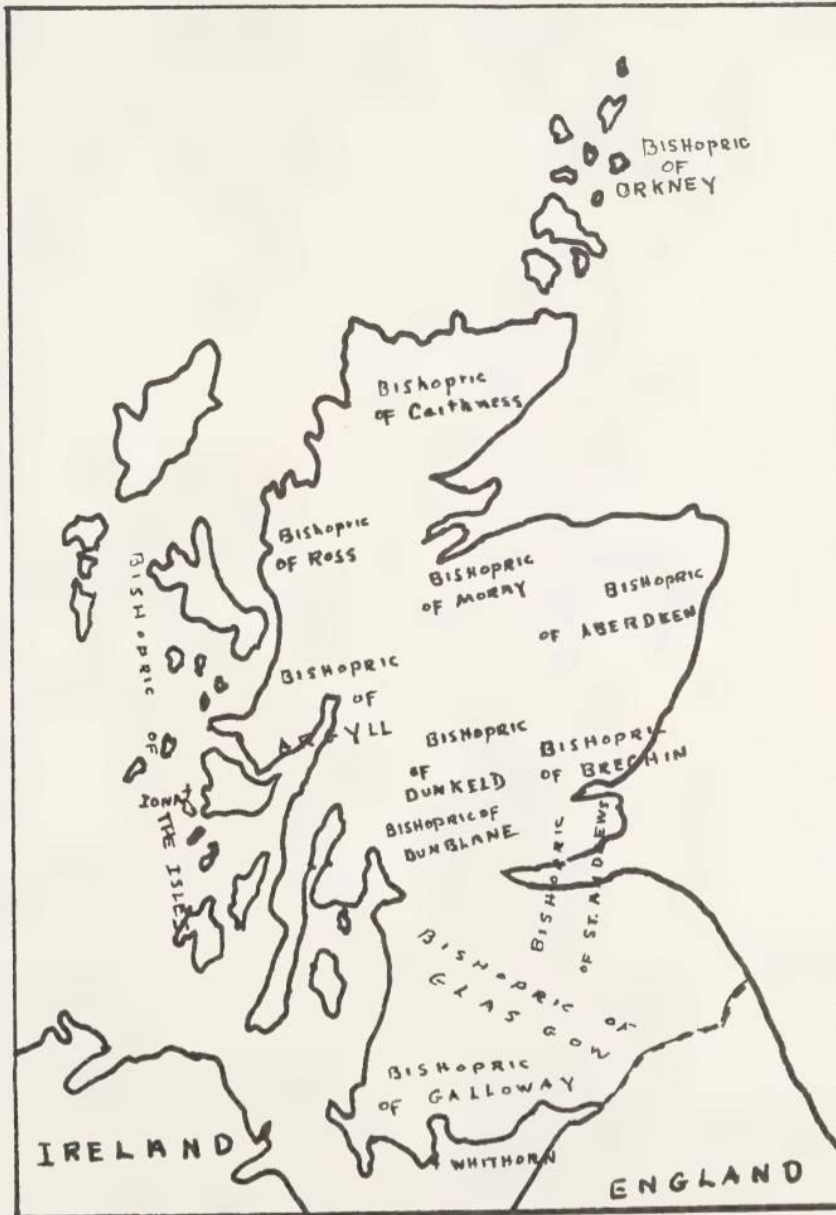 BISHOPRIC
OF
ORKNEY
BISHOPRIC
OF CAITHNESS
BISHOPRIC
OF ROSS
BISHOPRIC
OF MORAY
BISHOPRIC
OF ABERDEEN
BISHOPRIC
OF
THE ISLES
BISHOPRIC
OF
ARGYLL
BISHOPRIC
OF
DUNKELD
BISHOPRIC
OF BRECHIN
IONA
BISHOPRIC OF
DUNBLANE
BISHOPRIC
OF ST. ANDREWS
BISHOPRIC OF
GLASGOW
BISHOPRIC
OF GALLOWAY
WHITHORN
IRELAND
ENGLAND